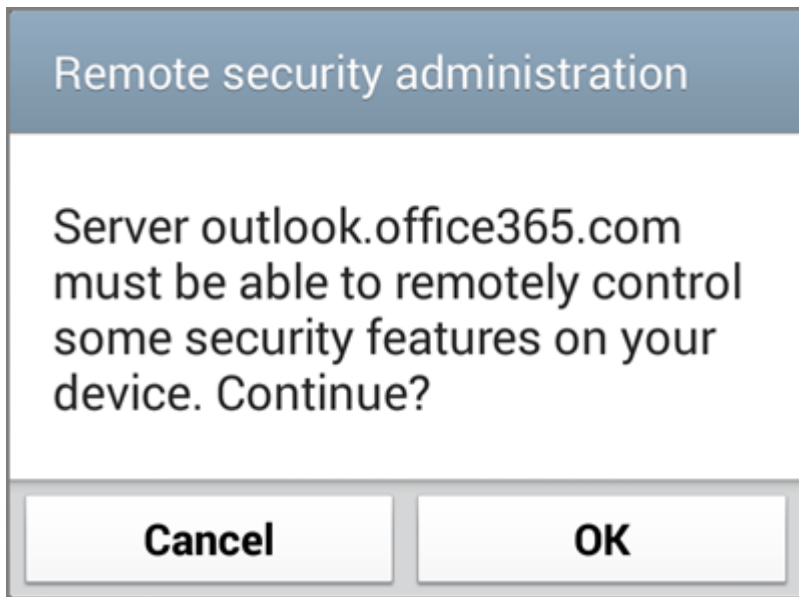 Remote security administration
Server outlook.office365.com
must be able to remotely control
some security features on your
device. Continue?
Cancel
OK